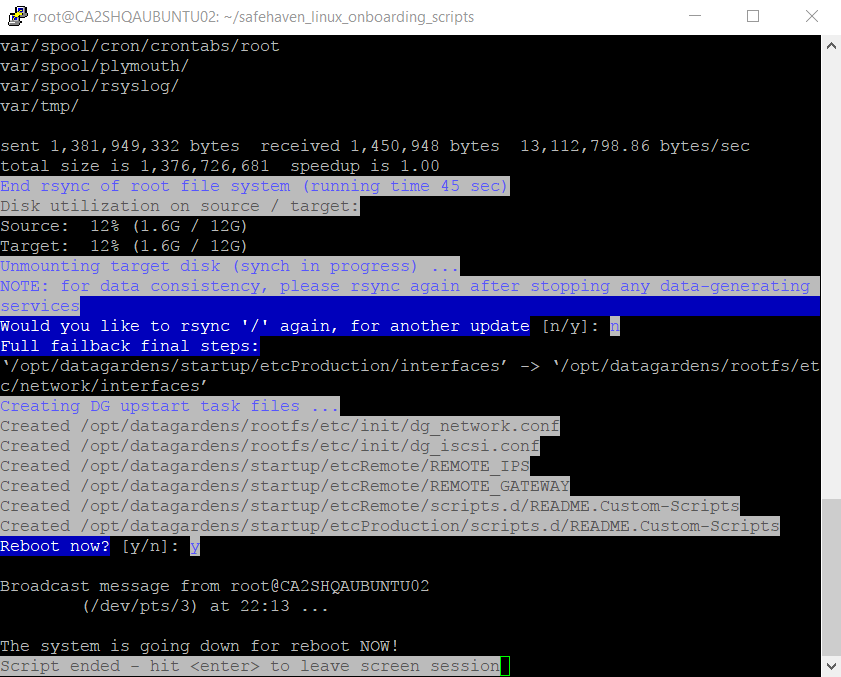 root@CA2SHQAUBUNTU02: ~/safehaven_linux_onboarding_scripts
var/spool/cron/crontabs/root
var/spool/plymouth/
var/spool/rsyslog/
var/tmp/
sent 1,381,949,332 bytes  received 1,450,948 bytes  13,112,798.86 bytes/sec
total size is 1,376,726,681  speedup is 1.00
End rsync of root file system (running time 45 sec)
Disk utilization on source / target:
Source:  12% (1.6G / 12G)
Target:  12% (1.6G / 12G)
Unmounting target disk (synch in progress) ...
NOTE: for data consistency, please rsync again after stopping any data-generating
services
Would you like to rsync '/' again, for another update [n/y]: n
Full failback final steps:
‘/opt/datagardens/startup/etcProduction/interfaces’ -> ‘/opt/datagardens/rootfs/et
c/network/interfaces’
Creating DG upstart task files ...
Created /opt/datagardens/rootfs/etc/init/dg_network.conf
Created /opt/datagardens/rootfs/etc/init/dg_iscsi.conf
Created /opt/datagardens/startup/etcRemote/REMOTE_IPS
Created /opt/datagardens/startup/etcRemote/REMOTE_GATEWAY
Created /opt/datagardens/startup/etcRemote/scripts.d/README.Custom-Scripts
Created /opt/datagardens/startup/etcProduction/scripts.d/README.Custom-Scripts
Reboot now? [y/n]: y
Broadcast message from root@CA2SHQAUBUNTU02
(/dev/pts/3) at 22:13 ...
The system is going down for reboot NOW!
Script ended - hit <enter> to leave screen session